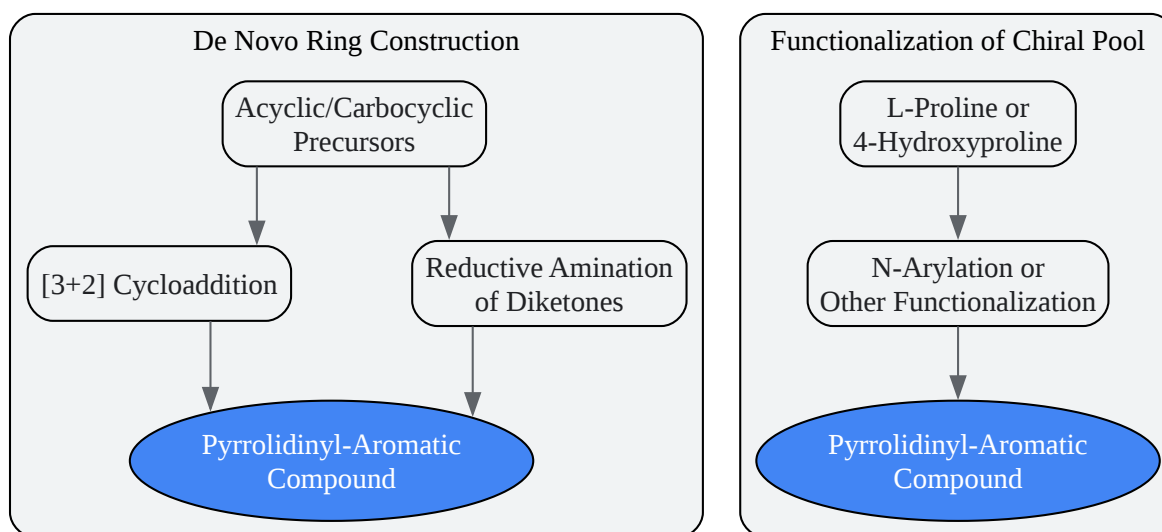 De Novo Ring Construction
Acyclic/Carbocyclic
Precursors
[3+2] Cycloaddition
Reductive Amination
of Diketones
Pyrrolidinyl-Aromatic
Compound
Functionalization of Chiral Pool
L-Proline or
4-Hydroxyproline
N-Arylation or
Other Functionalization
Pyrrolidinyl-Aromatic
Compound